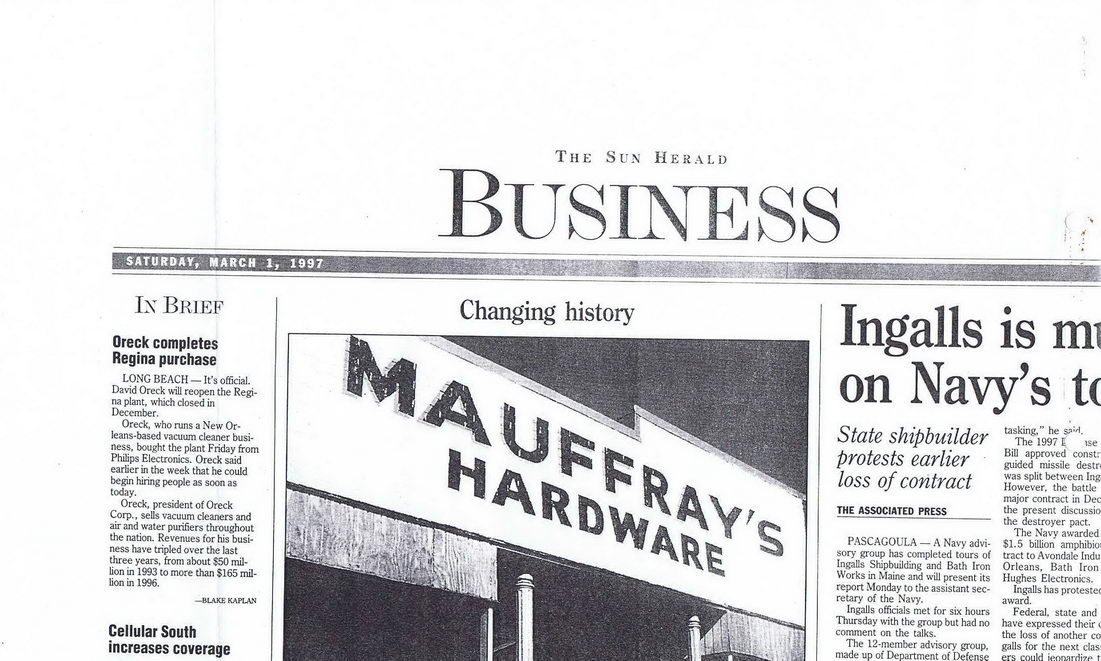 THE SUN HERALD
BUSINESS
SATURDAY, MARCH 1, 1997
IN BRIEF
Oreck completes
Regina purchase
LONG BEACH — It's official.
David Oreck will reopen the Regi-
na plant, which closed in
December.
Oreck, who runs a New Or-
leans-based vacuum cleaner busi-
ness, bought the plant Friday from
Philips Electronics. Oreck said
earlier in the week that he could
begin hiring people as soon as
today.
Oreck, president of Oreck
Corp., sells vacuum cleaners and
air and water purifiers throughout
the nation. Revenues for his busi-
ness have tripled over the last
three years, from about $50 mil-
lion in 1993 to more than $165 mil-
lion in 1996.
—BLAKE KAPLAN
Cellular South
increases coverage
Changing history
MAUFFRAY'S
HARDWARE
Ingalls is
on Navy's
State shipbuilder
protests earlier
loss of contract
THE ASSOCIATED PRESS
PASCAGOULA — A Navy advi-
sory group has completed tours of
Ingalls Shipbuilding and Bath Iron
Works in Maine and will present its
report Monday to the assistant sec-
retary of the Navy.
Ingalls officials met for six hours
Thursday with the group but had no
comment on the talks.
The 12-member advisory group,
made up of Department of Defense
tasking," he said.
The 1997
Bill approved
guided missile
was split between
However, the battle
major contract in
the present
the destroyer pact.
The Navy awarded
$1.5 billion
tract to Avondale
Orleans, Bath Iron
Hughes Electronics.
Ingalls has protested
award.
Federal, state and
have expressed their
the loss of another
galls for the next
ers could jeopardize